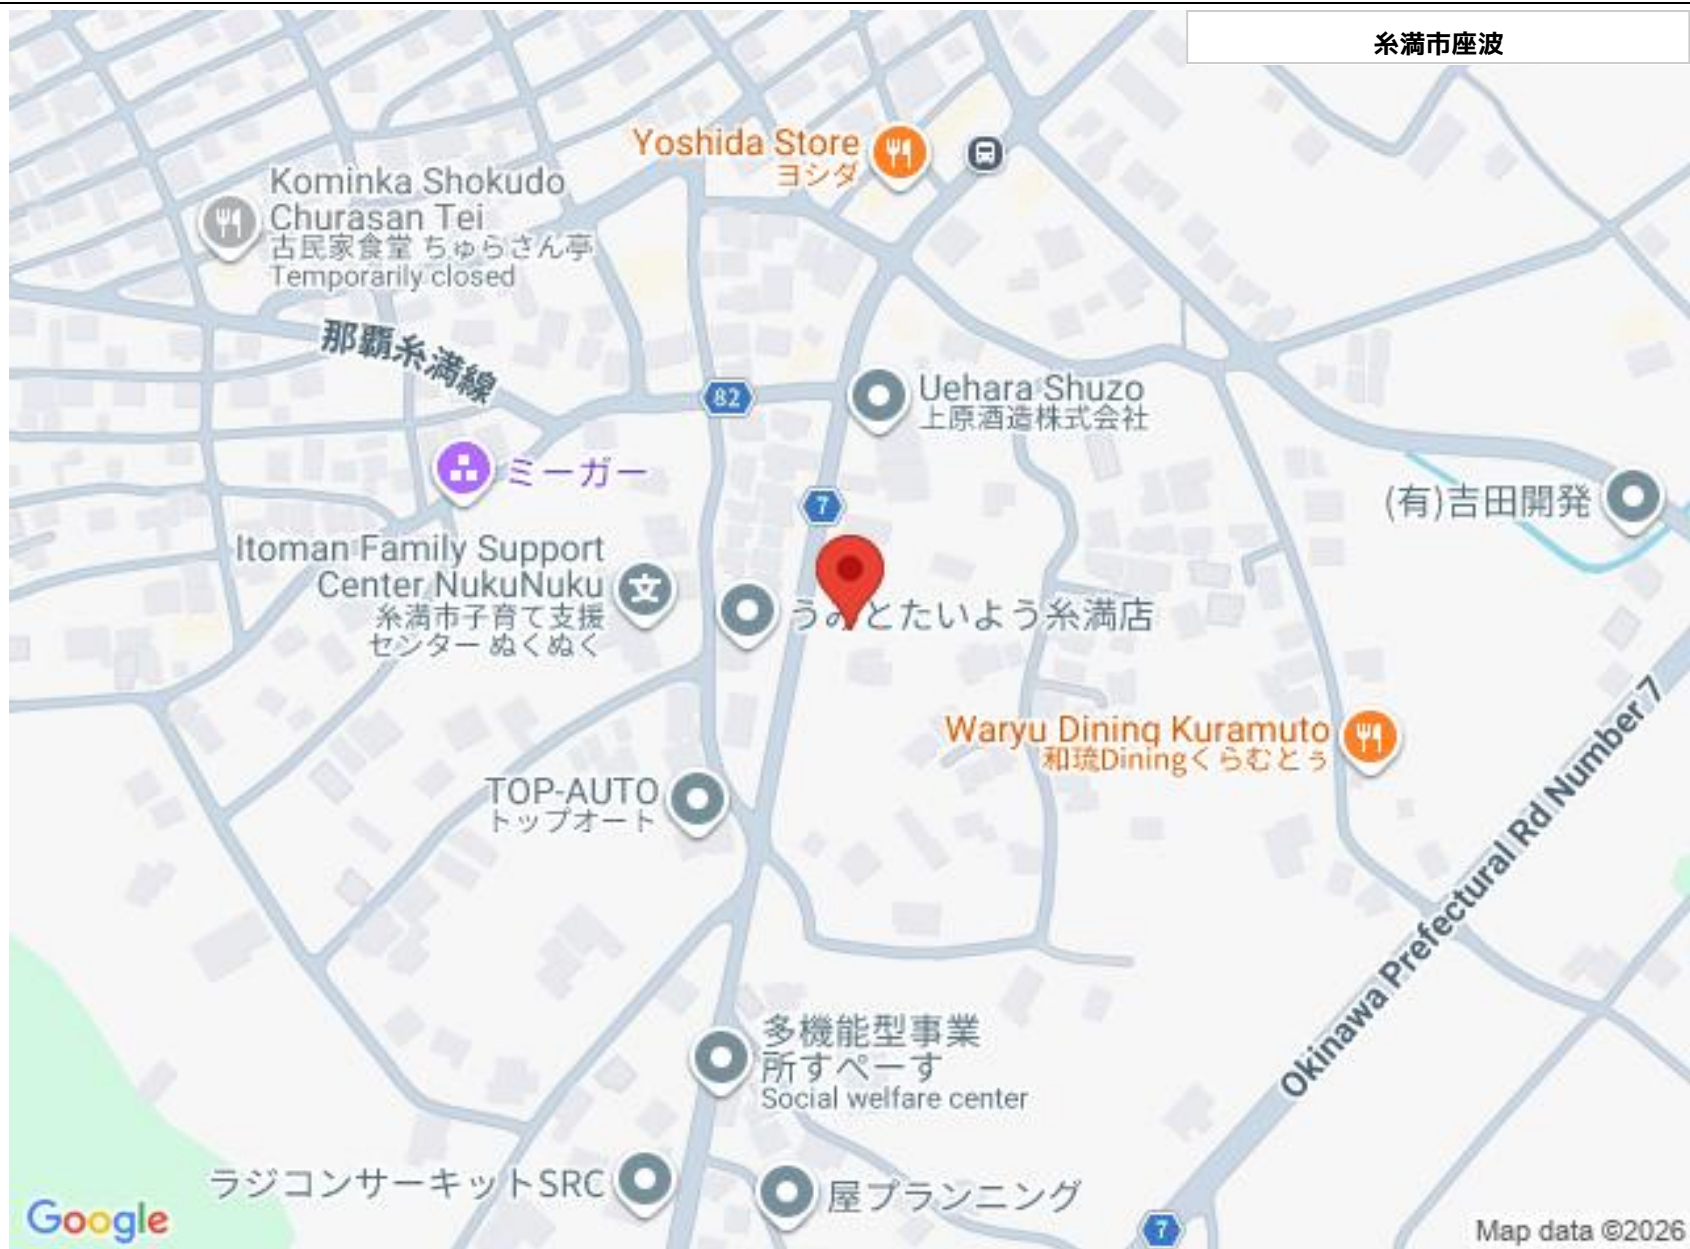 糸満市座波
Yoshida Store
ヨシダ
Kominka Shokudo
Churasan Tei
古民家食堂 ちゅらさん亭
Temporarily closed
那覇糸満線
82
Uehara Shuzo
上原酒造株式会社
ミーガー
7
(有)吉田開発
Itoman Family Support
Center NukuNuku
糸満市子育て支援
センター ぬくぬく
うみとたいよう糸満店
Waryu Dining Kuramuto
和琉Diningくらむとぅ
TOP-AUTO
トップオート
Okinawa Prefectural Rd Number 7
多機能型事業
所すぺーす
Social welfare center
ラジコンサーキットSRC
屋プランニング
7
Google
Map data ©2026